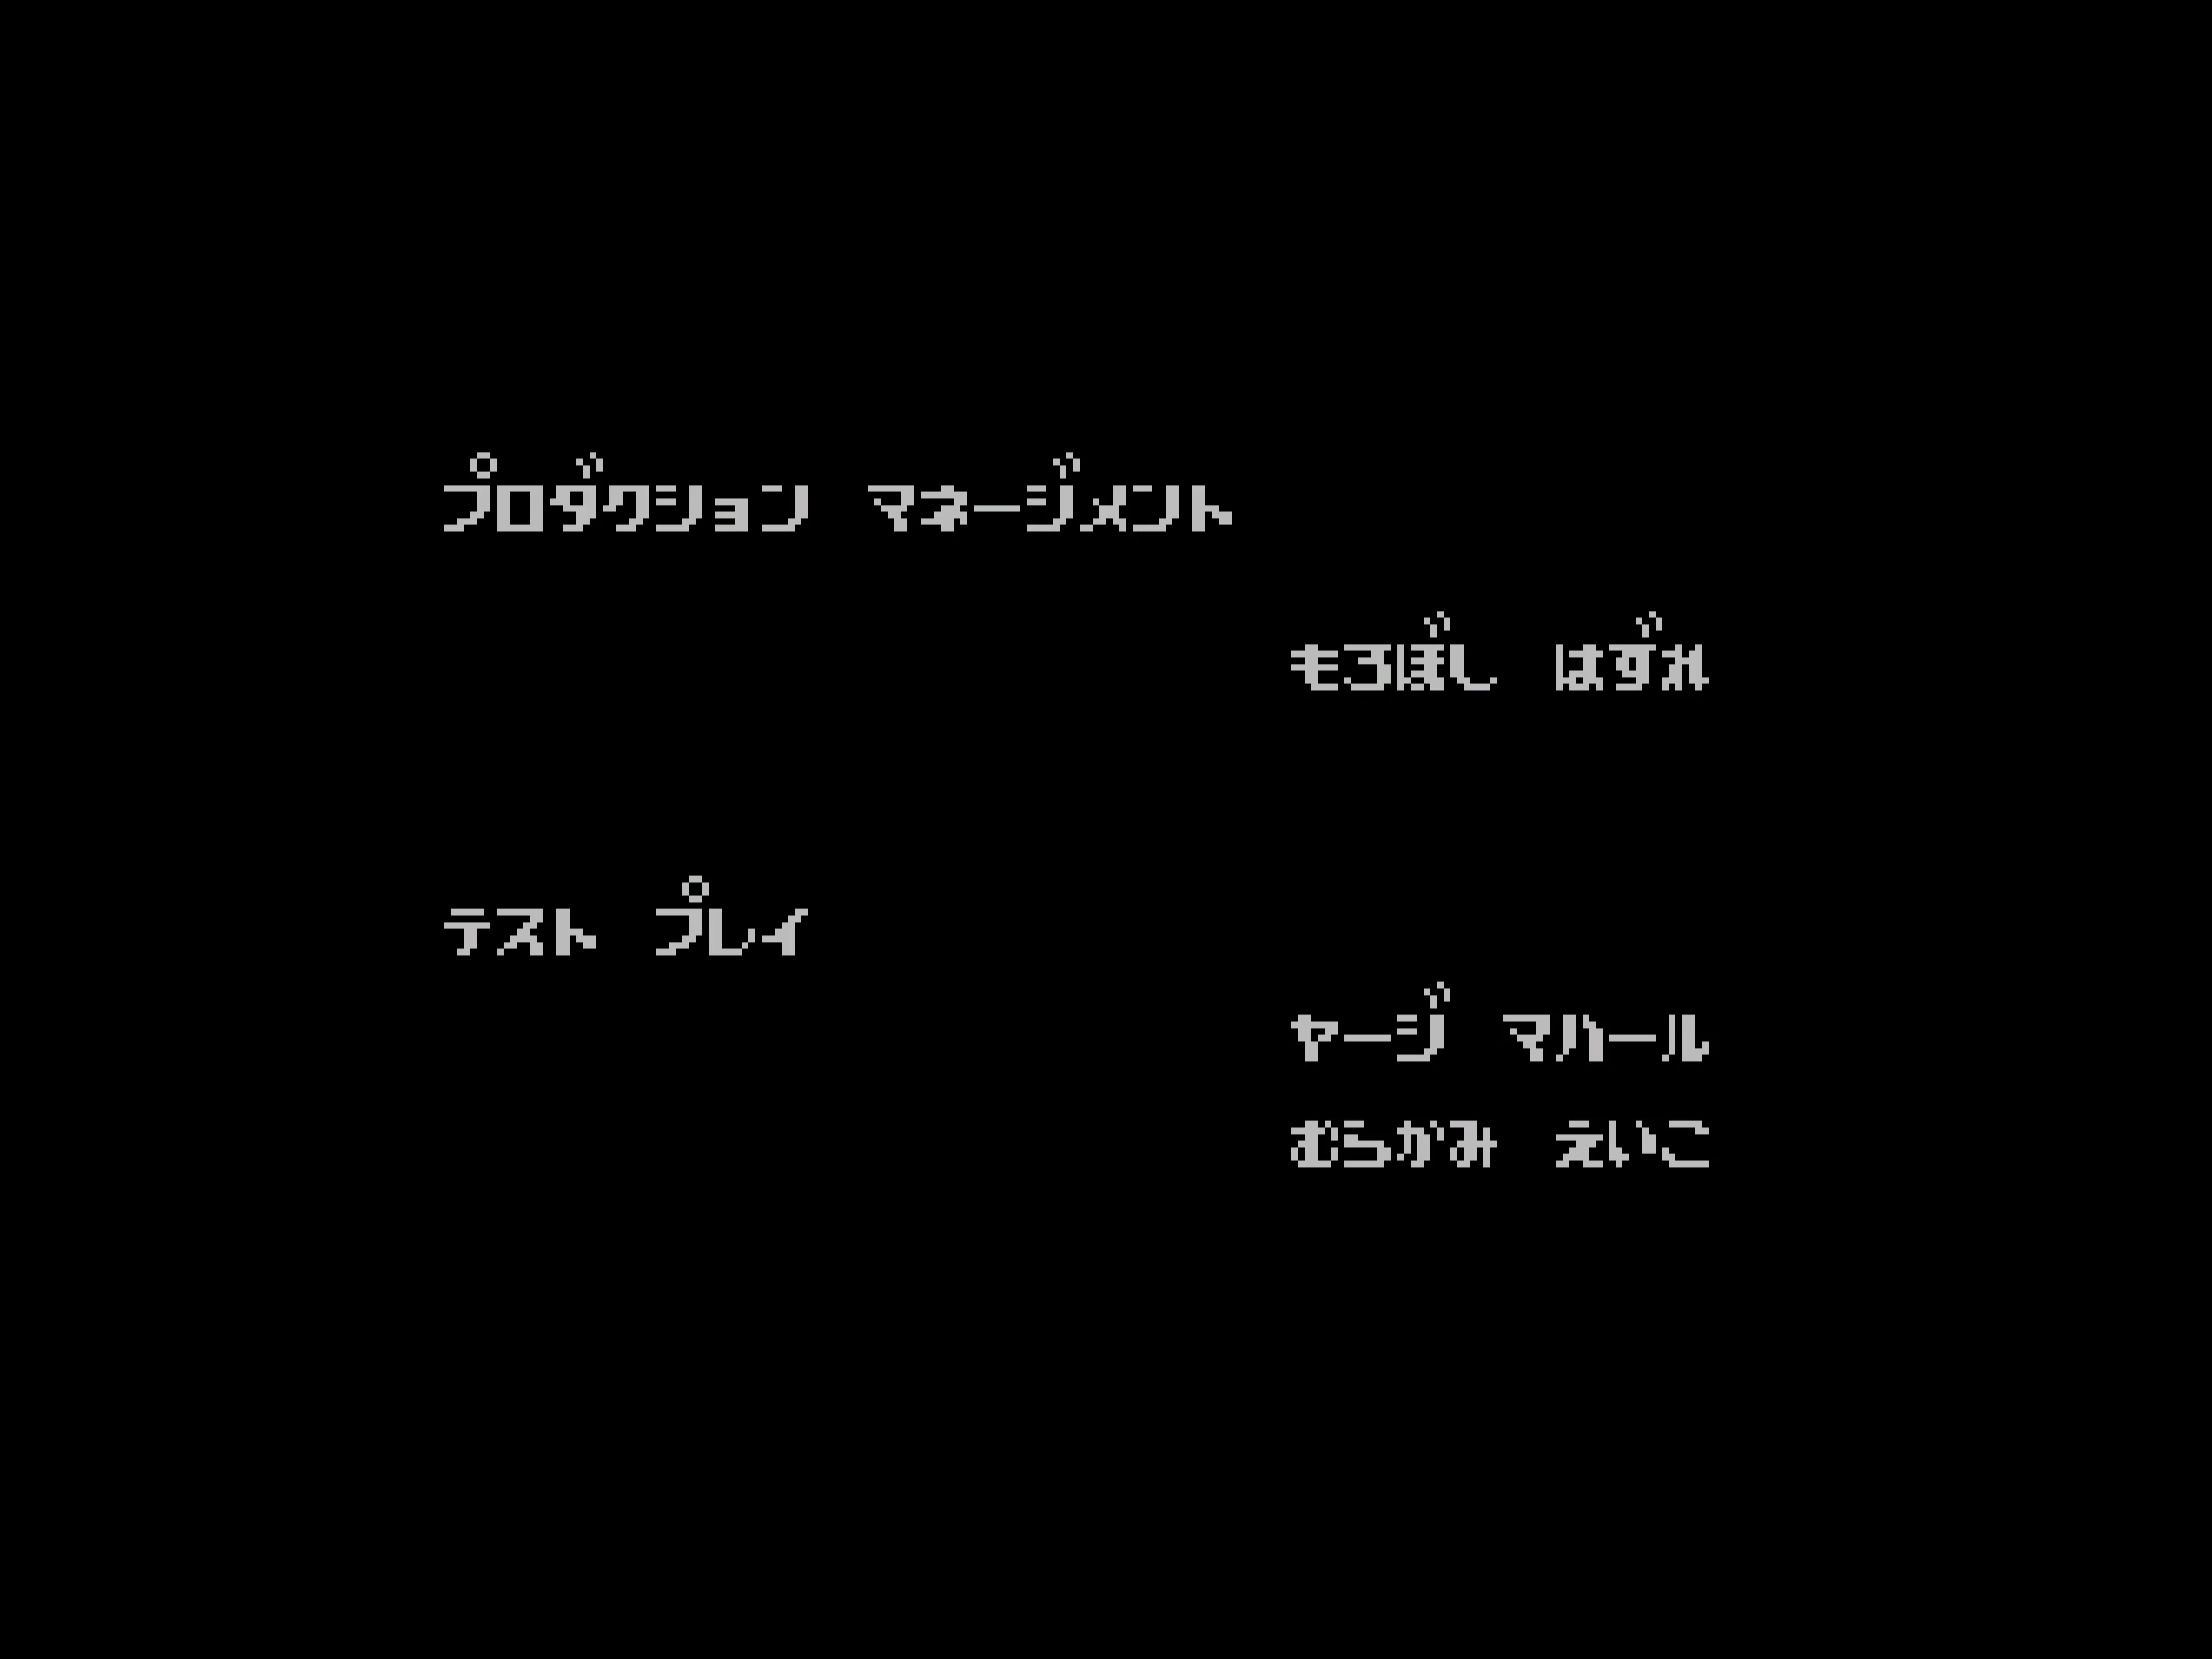 プロダクション マネージメント
もろぼし はずれ
テスト プレイ
ヤージ マハール
むらかみ えいこ